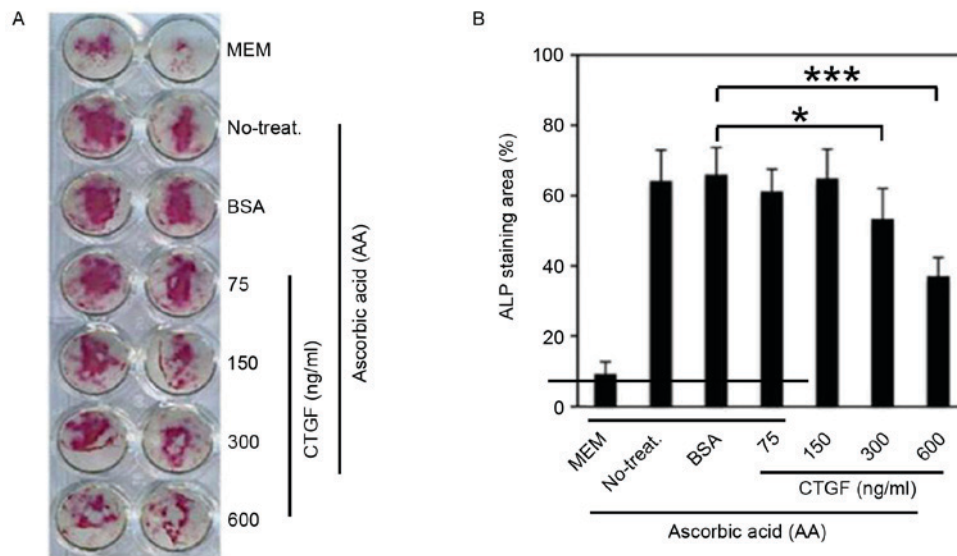 A
MEM
No-treat.
BSA
75
150
300
600
CTGF (ng/ml)
Ascorbic acid (AA)
B
ALP staining area (%)
100
80
60
40
20
0
***
*
MEM
No-treat.
BSA
75
150
300
600
CTGF (ng/ml)
Ascorbic acid (AA)